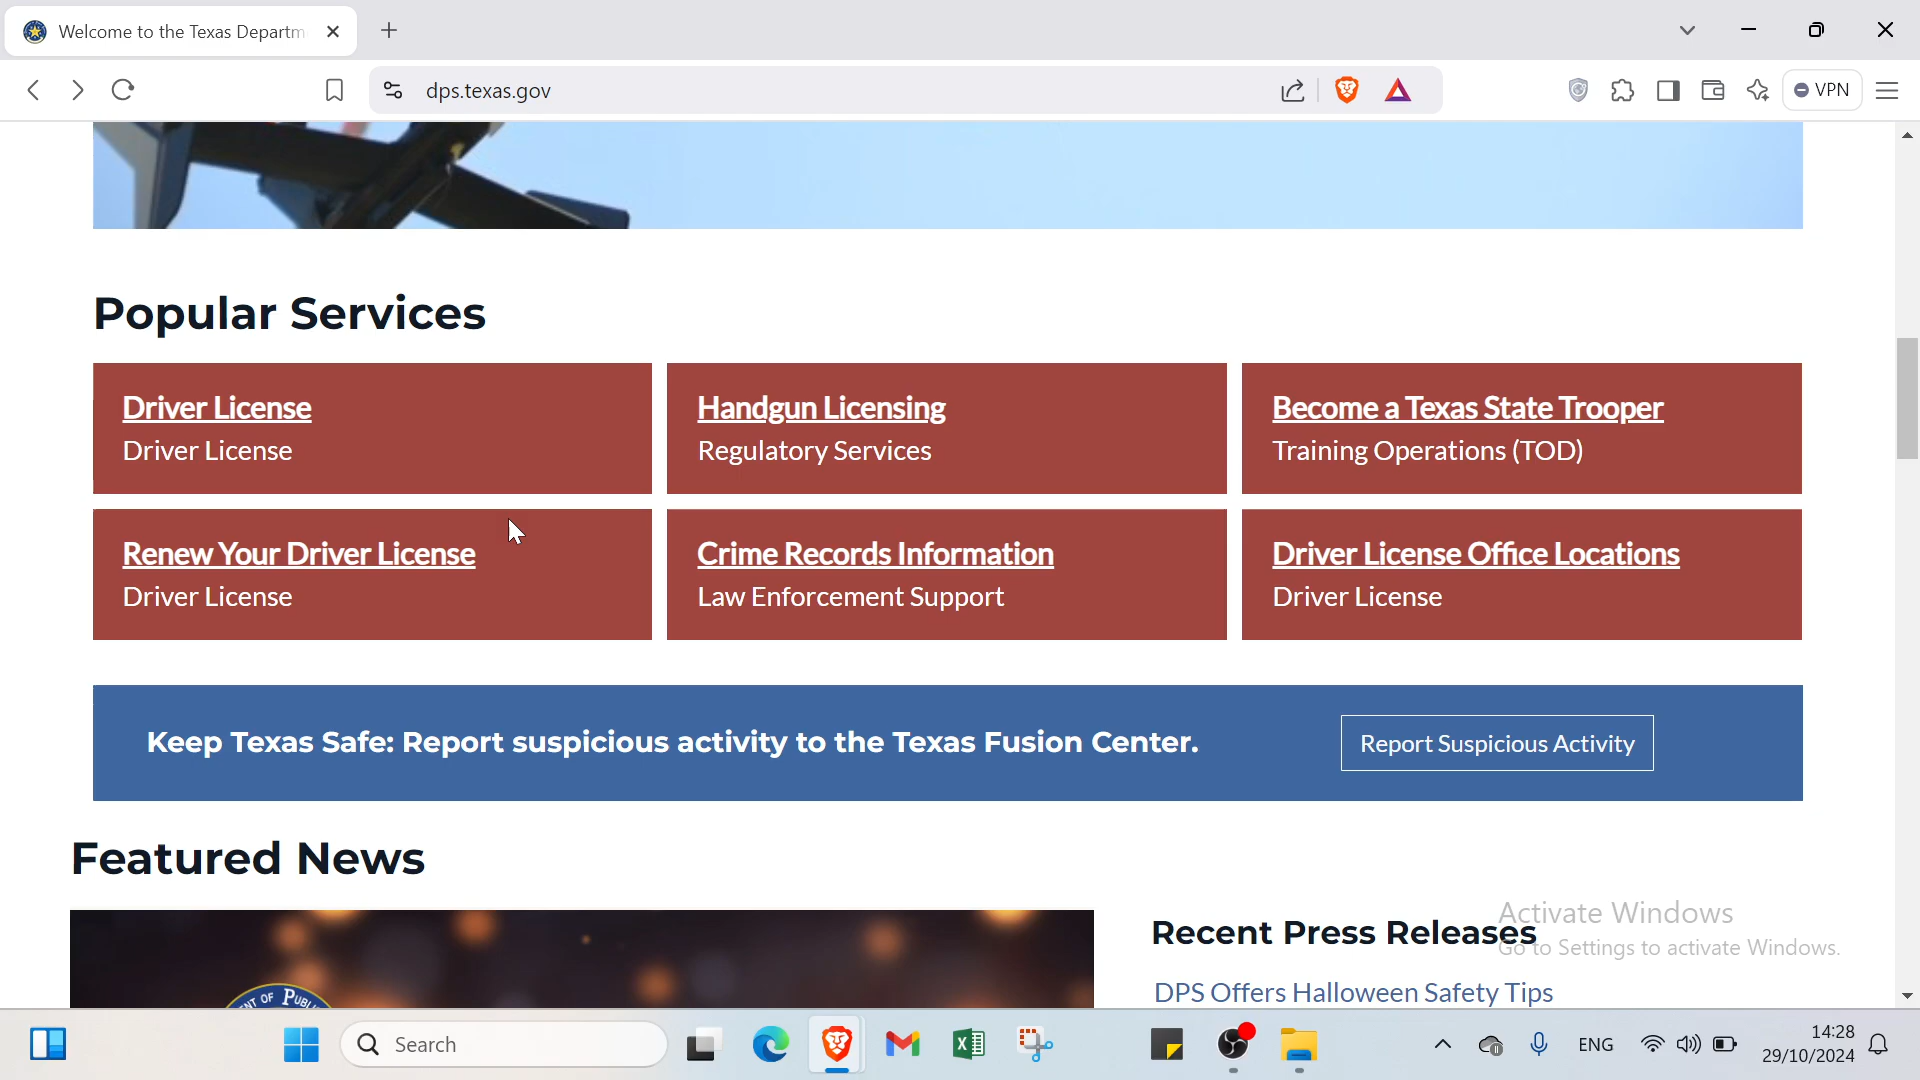 Welcome to the Texas Departm
dps.texas.gov
VPN
Popular Services
Driver License
Driver License
Handgun Licensing
Regulatory Services
Become a Texas State Trooper
Training Operations (TOD)
Renew Your Driver License
Driver License
Crime Records Information
Law Enforcement Support
Driver License Office Locations
Driver License
Keep Texas Safe: Report suspicious activity to the Texas Fusion Center.
Report Suspicious Activity
Featured News
OF PUBLI
Recent Press Releases
DPS Offers Halloween Safety Tips
Activate Windows
Go to Settings to activate Windows.
Search
ENG
14:28
29/10/2024